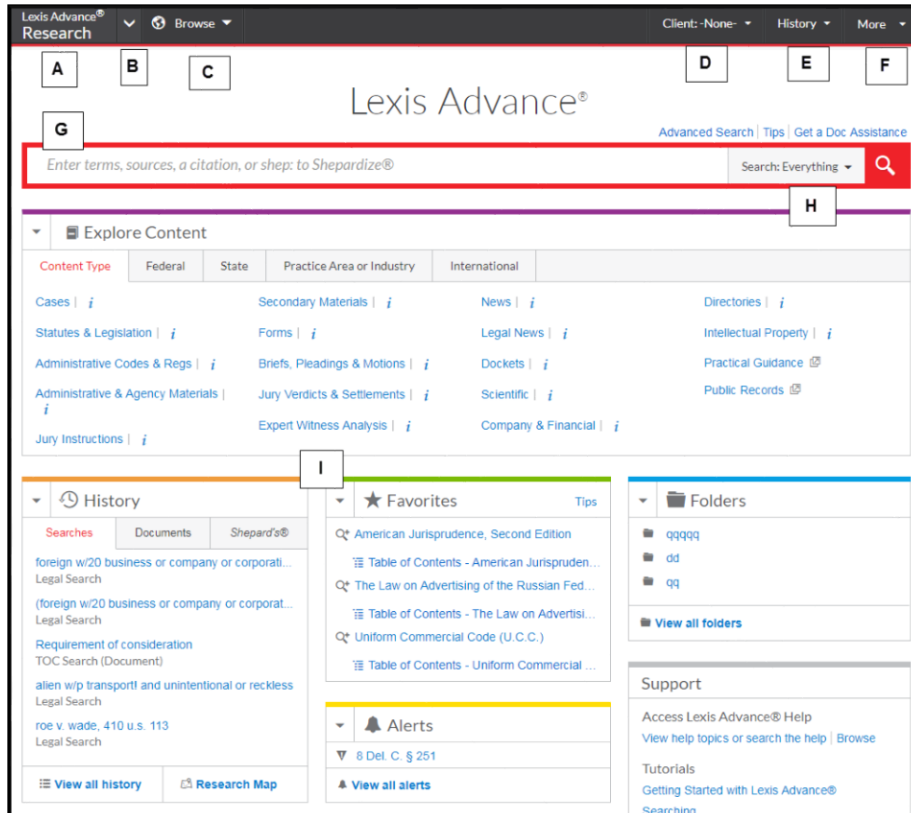 Lexis Advance®
Research
Browse
Client: -None-
History
More
A
B
C
D
E
F
Lexis Advance®
G
Advanced Search | Tips | Get a Doc Assistance
Enter terms, sources, a citation, or shep: to Shepardize®
Search: Everything
H
Explore Content
Content Type Federal State Practice Area or Industry International
Cases | i
Secondary Materials | i
News | i
Directories | i
Statutes & Legislation | i
Forms | i
Legal News | i
Intellectual Property | i
Administrative Codes & Regs | i
Briefs, Pleadings & Motions | i
Dockets | i
Practical Guidance
Administrative & Agency Materials |
i
Jury Verdicts & Settlements | i
Scientific | i
Public Records
Jury Instructions | i
Expert Witness Analysis | i
Company & Financial | i
I
History
Searches Documents Shepard's®
foreign w/20 business or company or corporati...
Legal Search
(foreign w/20 business or company or corporat...
Legal Search
Requirement of consideration
TOC Search (Document)
alien w/p transport! and unintentional or reckless
Legal Search
roe v. wade, 410 u.s. 113
Legal Search
View all history
Research Map
Favorites
Tips
American Jurisprudence, Second Edition
Table of Contents - American Jurispruden...
The Law on Advertising of the Russian Fed...
Table of Contents - The Law on Advertisi...
Uniform Commercial Code (U.C.C.)
Table of Contents - Uniform Commercial ...
Alerts
8 Del. C. § 251
View all alerts
Folders
qqqqq
dd
qq
View all folders
Support
Access Lexis Advance® Help
View help topics or search the help | Browse
Tutorials
Getting Started with Lexis Advance®
Searching